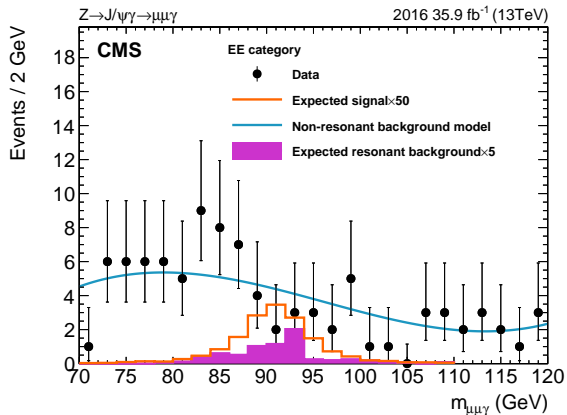 Z→J/ψγ→μμγ 2016 35.9 fb⁻¹ (13TeV)
CMS
EE category
Data
Expected signal×50
Non-resonant background model
Expected resonant background×5
Events / 2 GeV
18
16
14
12
10
8
6
4
2
0
70 75 80 85 90 95 100 105 110 115 120
m_μμγ (GeV)